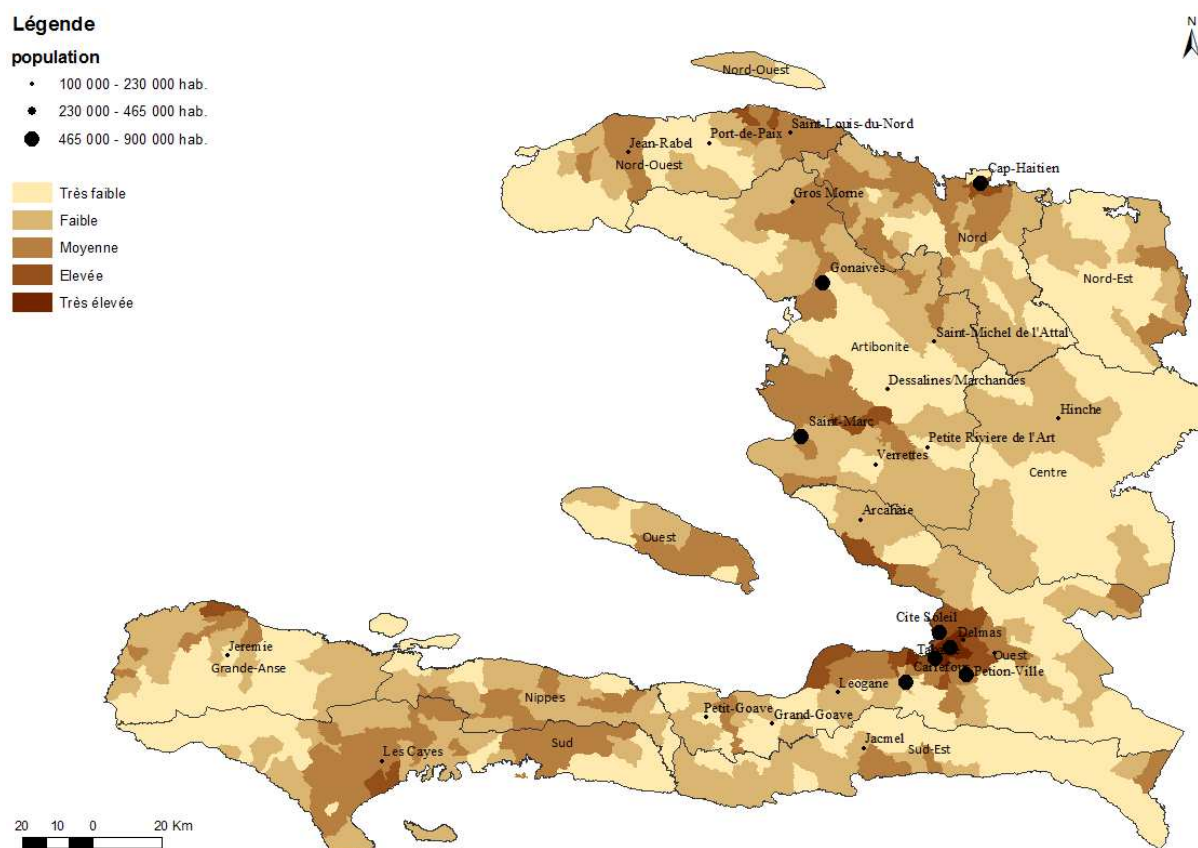 Légende
population
100 000 - 230 000 hab.
230 000 - 465 000 hab.
465 000 - 900 000 hab.
Très faible
Faible
Moyenne
Elevée
Très élevée
N
Nord-Ouest
Saint-Louis-du-Nord
Port-de-Paix
Jean-Rabel
Nord-Ouest
Cap-Haitien
Gros Morne
Nord
Gonaives
Nord-Est
Saint-Michel de l'Attal
Artibonite
Dessalines/Marchandes
Hinche
Saint-Marc
Petite Riviere de l'Art
Verrettes
Centre
Arcahaie
Ouest
Cite Soleil
Delmas
Jeremie
Ouest
Grande-Anse
Carrefour
Petion-Ville
Leogane
Nippes
Petit-Goave
Grand-Goave
Sud
Jacmel
Sud-Est
Les Cayes
20 10 0 20 Km